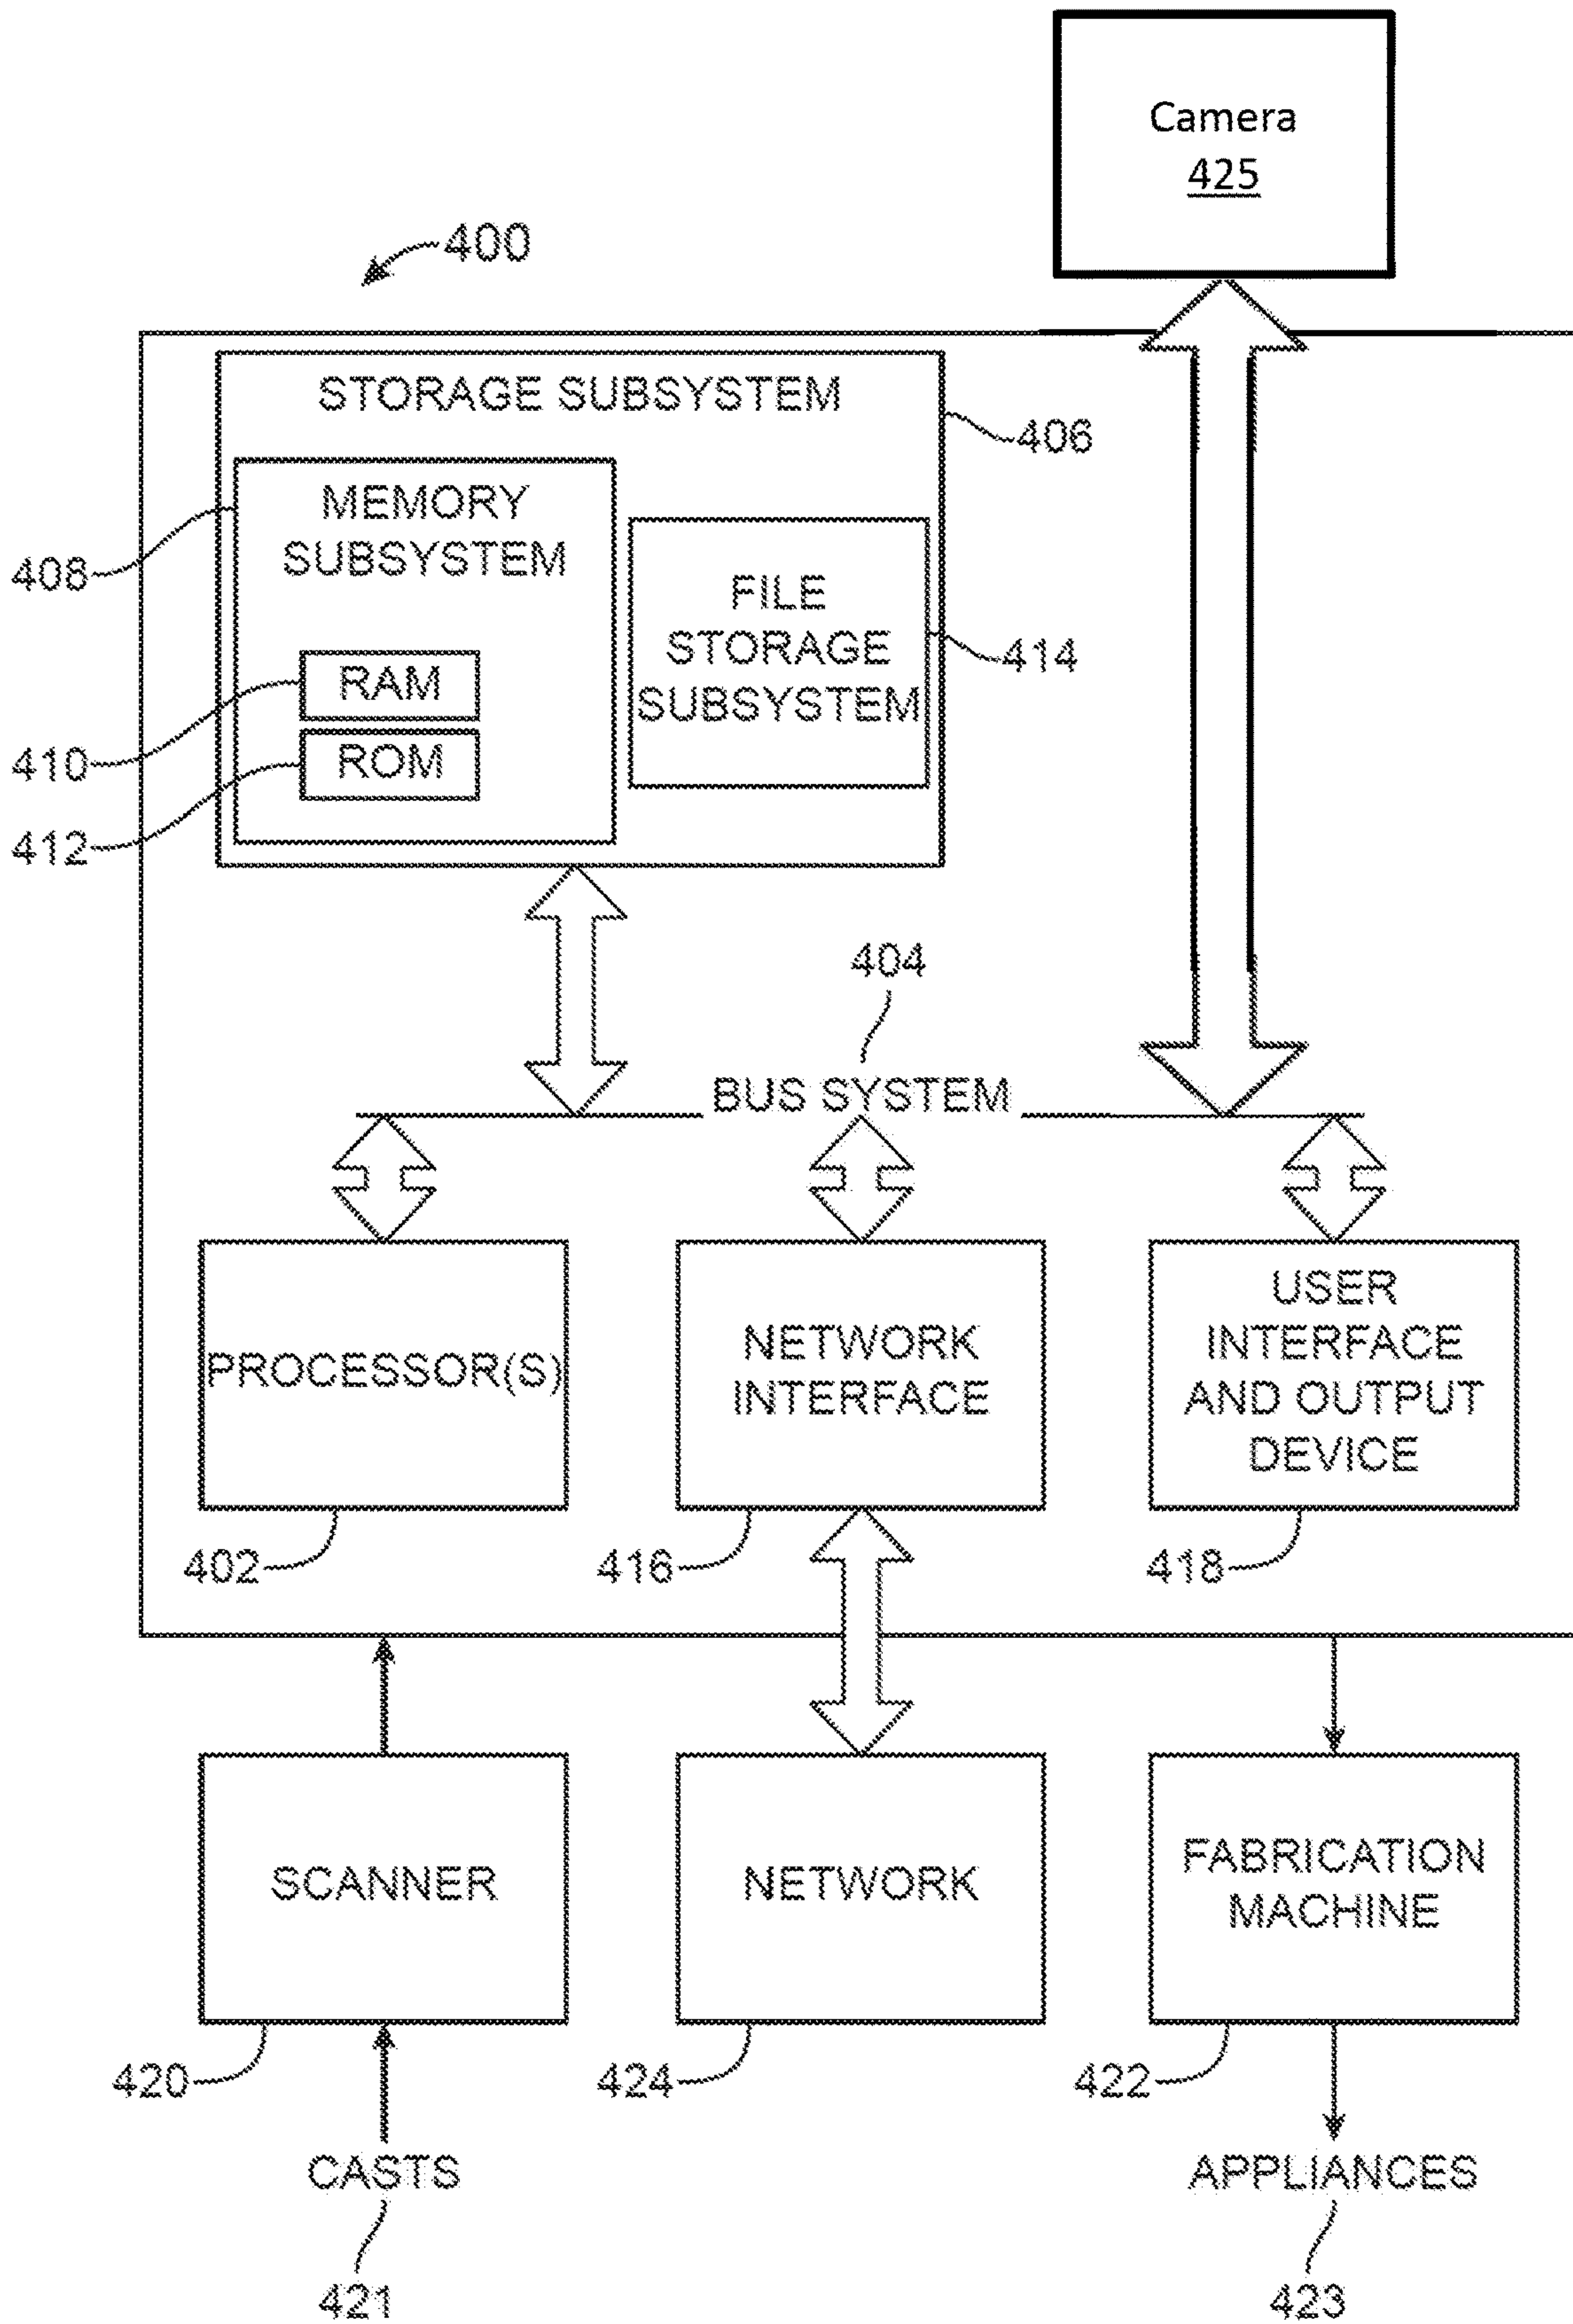 Camera
425
400
STORAGE SUBSYSTEM
406
MEMORY
SUBSYSTEM
408
FILE
STORAGE
SUBSYSTEM
414
RAM
410
ROM
412
404
BUS SYSTEM
PROCESSOR(S)
NETWORK
INTERFACE
USER
INTERFACE
AND OUTPUT
DEVICE
402
416
418
SCANNER
NETWORK
FABRICATION
MACHINE
420
424
422
CASTS
APPLIANCES
421
423